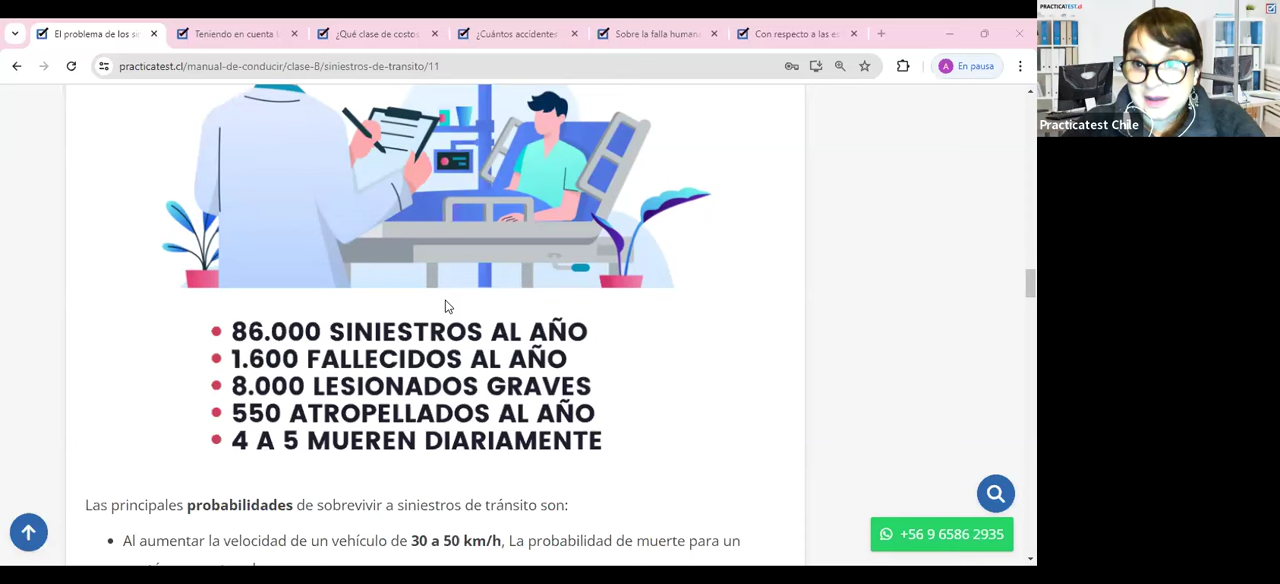 El problema de los si
Teniendo en cuenta l
¿Qué clase de costos
¿Cuántos accidentes
Sobre la falla humana
Con respecto a las es
practicatest.cl/manual-de-conducir/clase-B/siniestros-de-transito/11
A
En pausa
PRACTICATEST.cl
Practicatest Chile
• 86.000 SINIESTROS AL AÑO
• 1.600 FALLECIDOS AL AÑO
• 8.000 LESIONADOS GRAVES
• 550 ATROPELLADOS AL AÑO
• 4 A 5 MUEREN DIARIAMENTE
Las principales probabilidades de sobrevivir a siniestros de tránsito son:
• Al aumentar la velocidad de un vehículo de 30 a 50 km/h, La probabilidad de muerte para un
+56 9 6586 2935